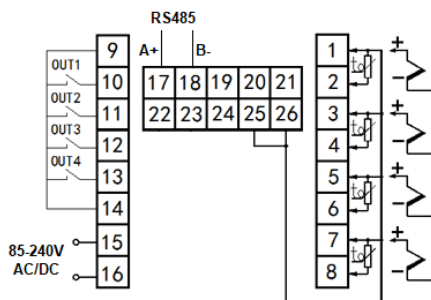 RS485
A+ B-
9
OUT1
10
OUT2
11
OUT3
12
OUT4
13
14
85-240V
AC/DC
15
16
17 18 19 20 21
22 23 24 25 26
1
2
3
4
5
6
7
8
+
-
+
-
+
-
+
-
t°
t°
t°
t°